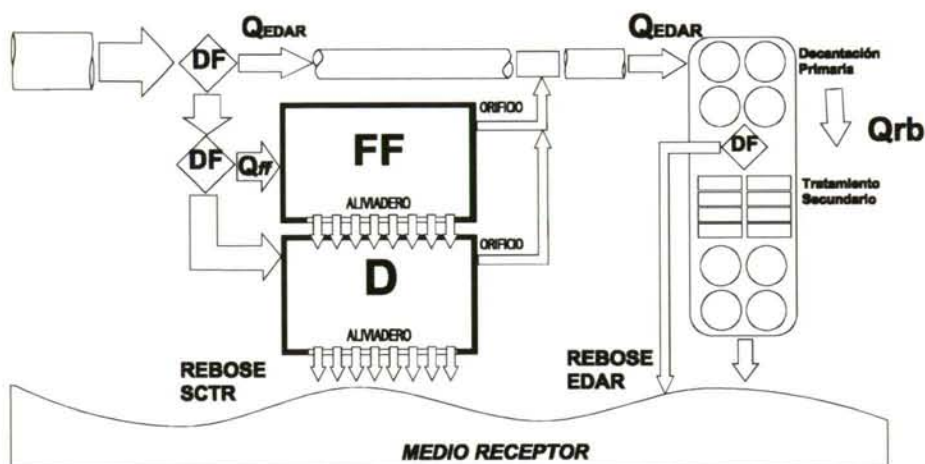 QEDAR
QEDAR
DF
Decantación
Primaria
ORIFICIO
Qrb
DF
Qff
FF
DF
ALIVIADERO
Tratamiento
Secundario
ORIFICIO
D
ALIVIADERO
REBOSE
SCTR
REBOSE
EDAR
MEDIO RECEPTOR